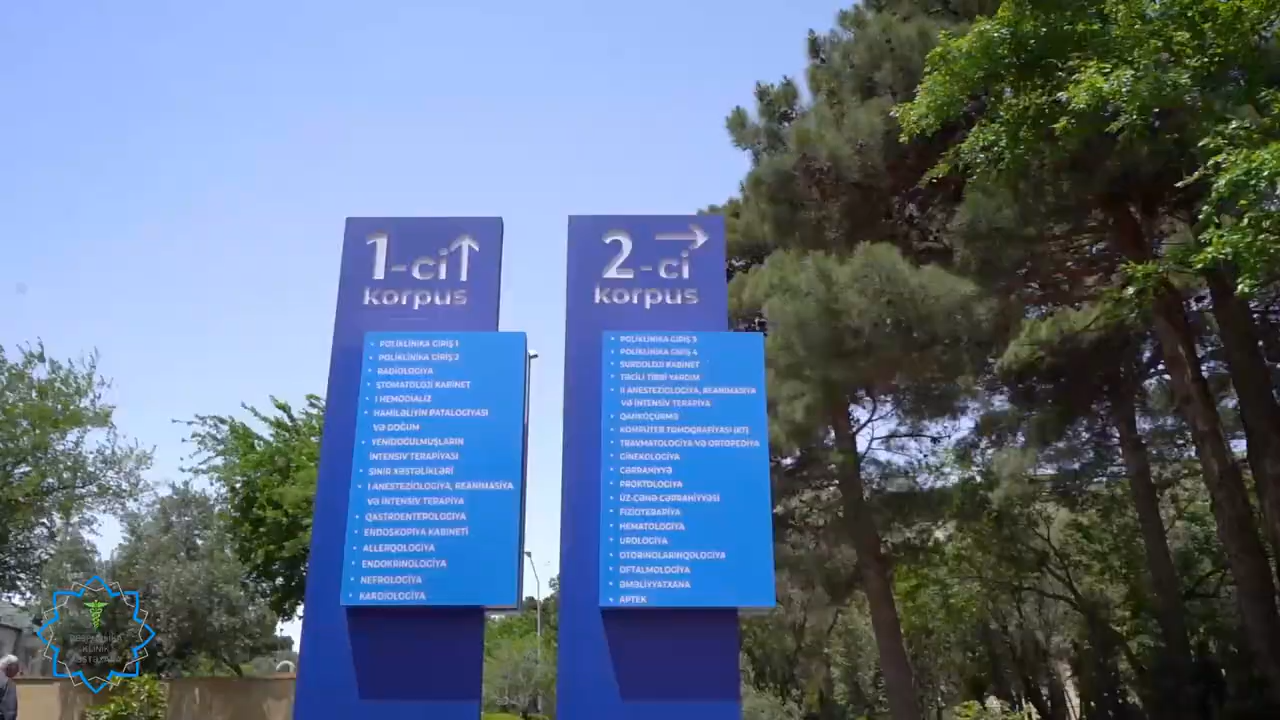 1-ci↑
korpus
• POLİKLİNİKA GİRİŞ 1
• POLİKLİNİKA GİRİŞ 2
• RADİOLOGİYA
• STOMATOLOJİ KABİNET
• I HEMODİALİZ
• HAMİLƏLİYİN PATALOGİYASI
VƏ DOĞUM
• YENİDOĞULMUŞLARIN
İNTENSİV TERAPİYASI
• SİNİR XƏSTƏLİKLƏRİ
• I ANESTEZİOLOGİYA, REANİMASİYA
VƏ İNTENSİV TERAPİYA
• QASTROENTEROLOGİYA
• ENDOSKOPİYA KABİNETİ
• ALLERQOLOGİYA
• ENDOKRİNOLOGİYA
• NEFROLOGİYA
• KARDİOLOGİYA
2-ci →
korpus
• POLİKLİNİKA GİRİŞ 3
• POLİKLİNİKA GİRİŞ 4
• SURDOLOJİ KABİNET
• TƏCİLİ TİBBİ YARDIM
• II ANESTEZİOLOGİYA, REANİMASİYA
VƏ İNTENSİV TERAPİYA
• QANKÖÇÜRMƏ
• KOMPÜTER TOMOQRAFİYASI (KT)
• TRAVMATOLOGİYA VƏ ORTOPEDİYA
• GİNEKOLOGİYA
• CƏRRAHİYYƏ
• PROKTOLOGİYA
• ÜZ-ÇƏNƏ CƏRRAHİYYƏSİ
• FİZİOTERAPİYA
• HEMATOLOGİYA
• UROLOGİYA
• OTORİNOLARİNQOLOGİYA
• OFTALMOLOGİYA
• ƏMƏLİYYATXANA
• APTEK
RESPUBLİKA
KLİNİK
XƏSTƏXANA